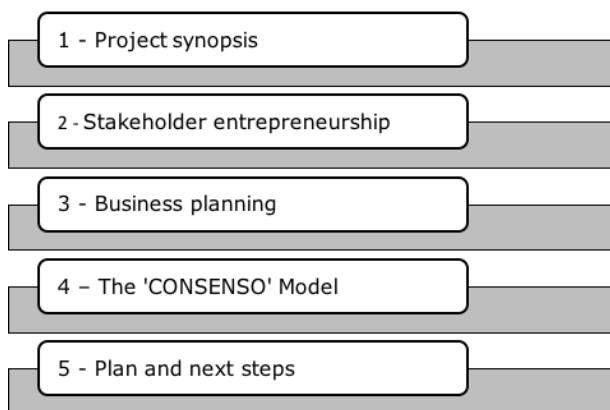 1 - Project synopsis
2 - Stakeholder entrepreneurship
3 - Business planning
4 – The 'CONSENSO' Model
5 - Plan and next steps